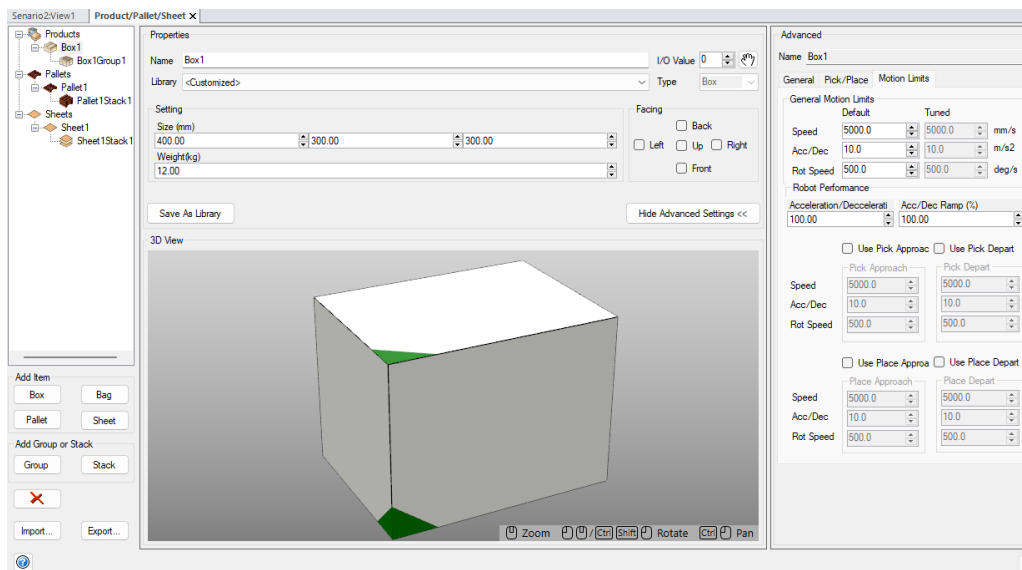 Senario2:View1 Product/Pallet/Sheet X
Products
Box1
Box1Group1
Pallets
Pallet1
Pallet1Stack1
Sheets
Sheet1
Sheet1Stack1
Add Item
Box Bag
Pallet Sheet
Add Group or Stack
Group Stack
Import... Export...
Properties
Name Box1 I/O Value 0
Library <Customized> Type Box
Setting
Size (mm)
400.00 300.00 300.00
Weight(kg)
12.00
Facing
Back
Left Up Right
Front
Save As Library Hide Advanced Settings <<
3D View
Zoom / Ctrl Shift Rotate Ctrl Pan
Advanced
Name Box1
General Pick/Place Motion Limits
General Motion Limits
Default Tuned
Speed 5000.0 5000.0 mm/s
Acc/Dec 10.0 10.0 m/s2
Rot Speed 500.0 500.0 deg/s
Robot Performance
Acceleration/Deccelerati Acc/Dec Ramp (%)
100.00 100.00
Use Pick Approac Use Pick Depart
Pick Approach Pick Depart
Speed 5000.0 5000.0
Acc/Dec 10.0 10.0
Rot Speed 500.0 500.0
Use Place Approa Use Place Depart
Place Approach Place Depart
Speed 5000.0 5000.0
Acc/Dec 10.0 10.0
Rot Speed 500.0 500.0